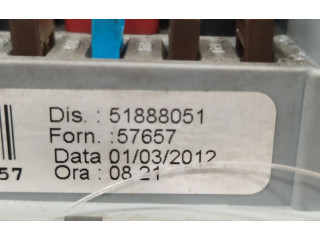 Dis. : 51888051
Forn. :57657
Data 01/03/2012
Ora : 08 21
57